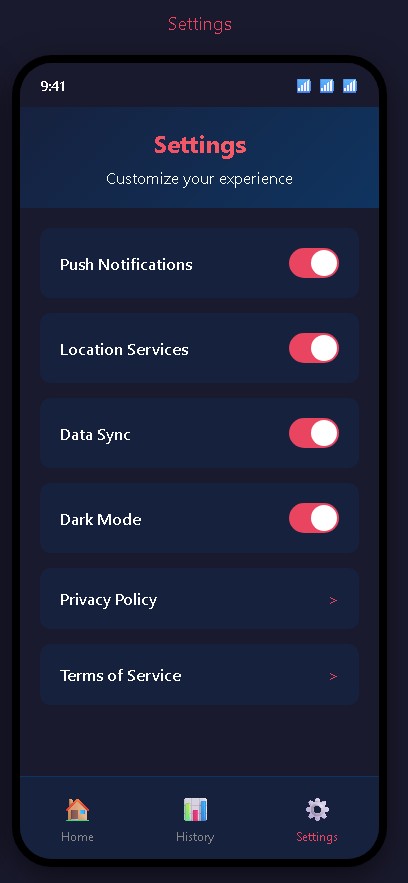 Settings
9:41
Settings
Customize your experience
Push Notifications
Location Services
Data Sync
Dark Mode
Privacy Policy >
Terms of Service >
Home History Settings